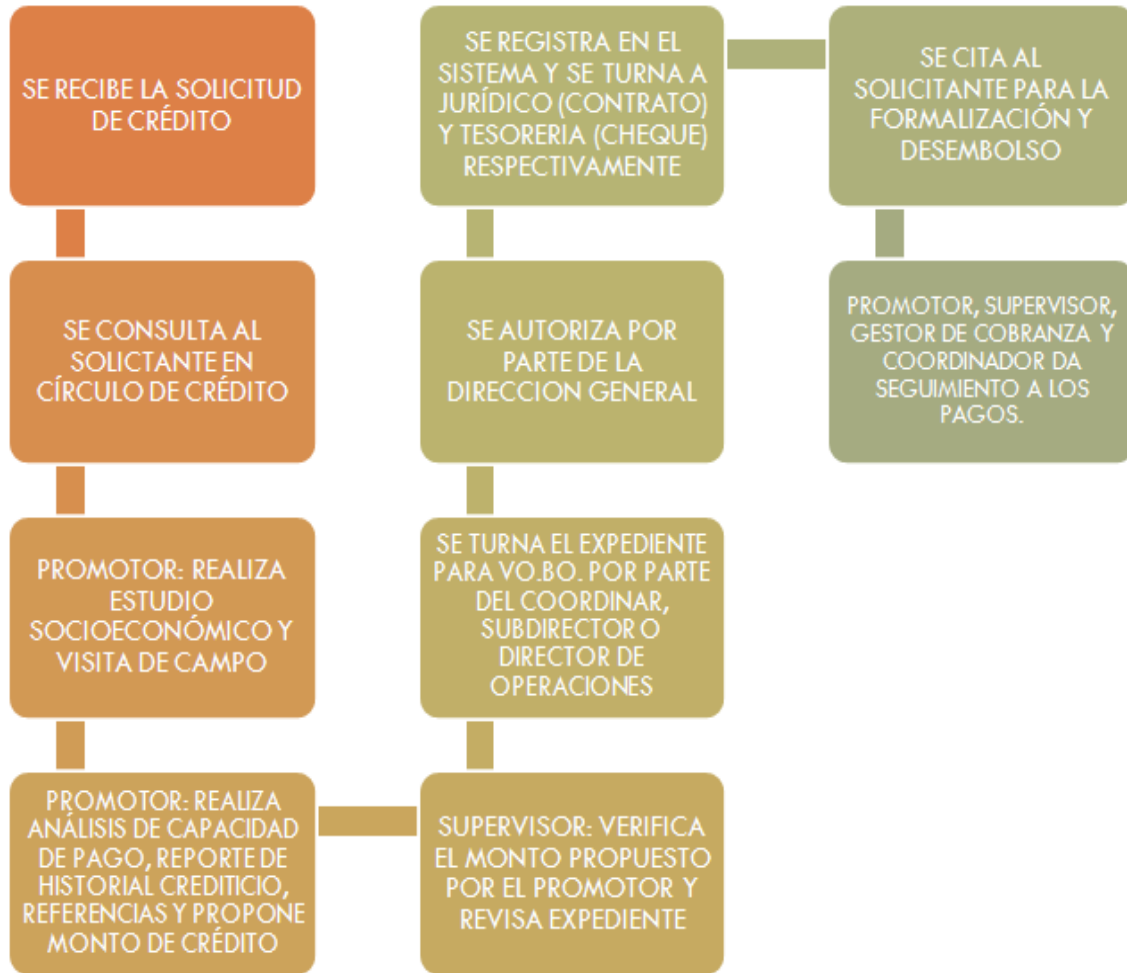 SE RECIBE LA SOLICITUD
DE CRÉDITO
SE CONSULTA AL
SOLICTANTE EN
CÍRCULO DE CRÉDITO
PROMOTOR: REALIZA
ESTUDIO
SOCIOECONÓMICO Y
VISITA DE CAMPO
PROMOTOR: REALIZA
ANÁLISIS DE CAPACIDAD
DE PAGO, REPORTE DE
HISTORIAL CREDITICIO,
REFERENCIAS Y PROPONE
MONTO DE CRÉDITO
SUPERVISOR: VERIFICA
EL MONTO PROPUESTO
POR EL PROMOTOR Y
REVISA EXPEDIENTE
SE TURNA EL EXPEDIENTE
PARA VO.BO. POR PARTE
DEL COORDINAR,
SUBDIRECTOR O
DIRECTOR DE
OPERACIONES
SE AUTORIZA POR
PARTE DE LA
DIRECCION GENERAL
SE REGISTRA EN EL
SISTEMA Y SE TURNA A
JURÍDICO (CONTRATO)
Y TESORERIA (CHEQUE)
RESPECTIVAMENTE
SE CITA AL
SOLICITANTE PARA LA
FORMALIZACIÓN Y
DESEMBOLSO
PROMOTOR, SUPERVISOR,
GESTOR DE COBRANZA Y
COORDINADOR DA
SEGUIMIENTO A LOS
PAGOS.